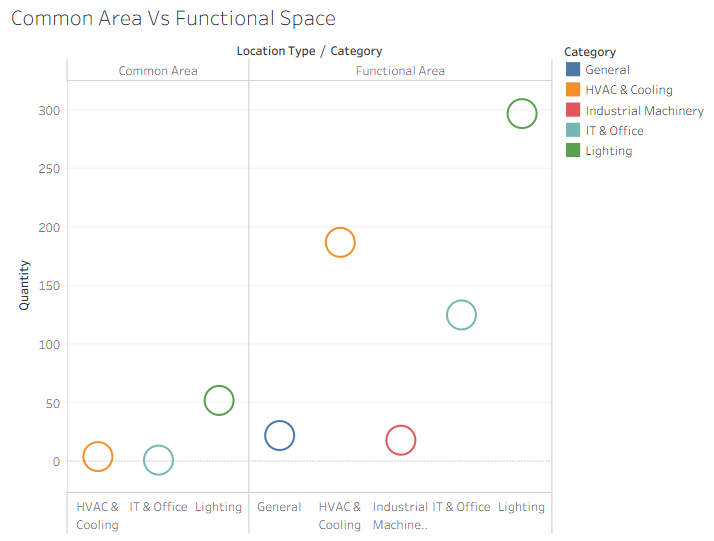 Common Area Vs Functional Space
Location Type / Category
Common Area
Functional Area
Category
General
HVAC & Cooling
Industrial Machinery
IT & Office
Lighting
Quantity
300
250
200
150
100
50
0
HVAC &
Cooling
IT & Office
Lighting
General
HVAC &
Cooling
Industrial
Machine..
IT & Office
Lighting